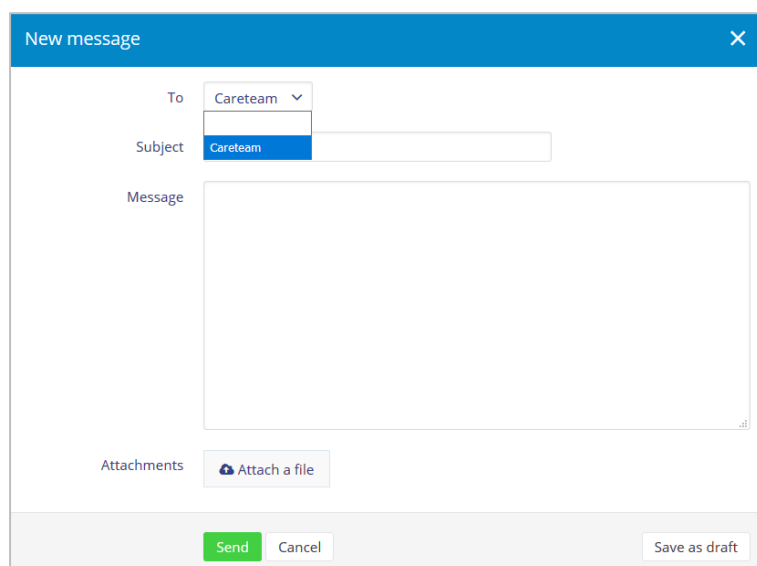 New message
To
Careteam
Careteam
Subject
Message
Attachments
Attach a file
Send
Cancel
Save as draft